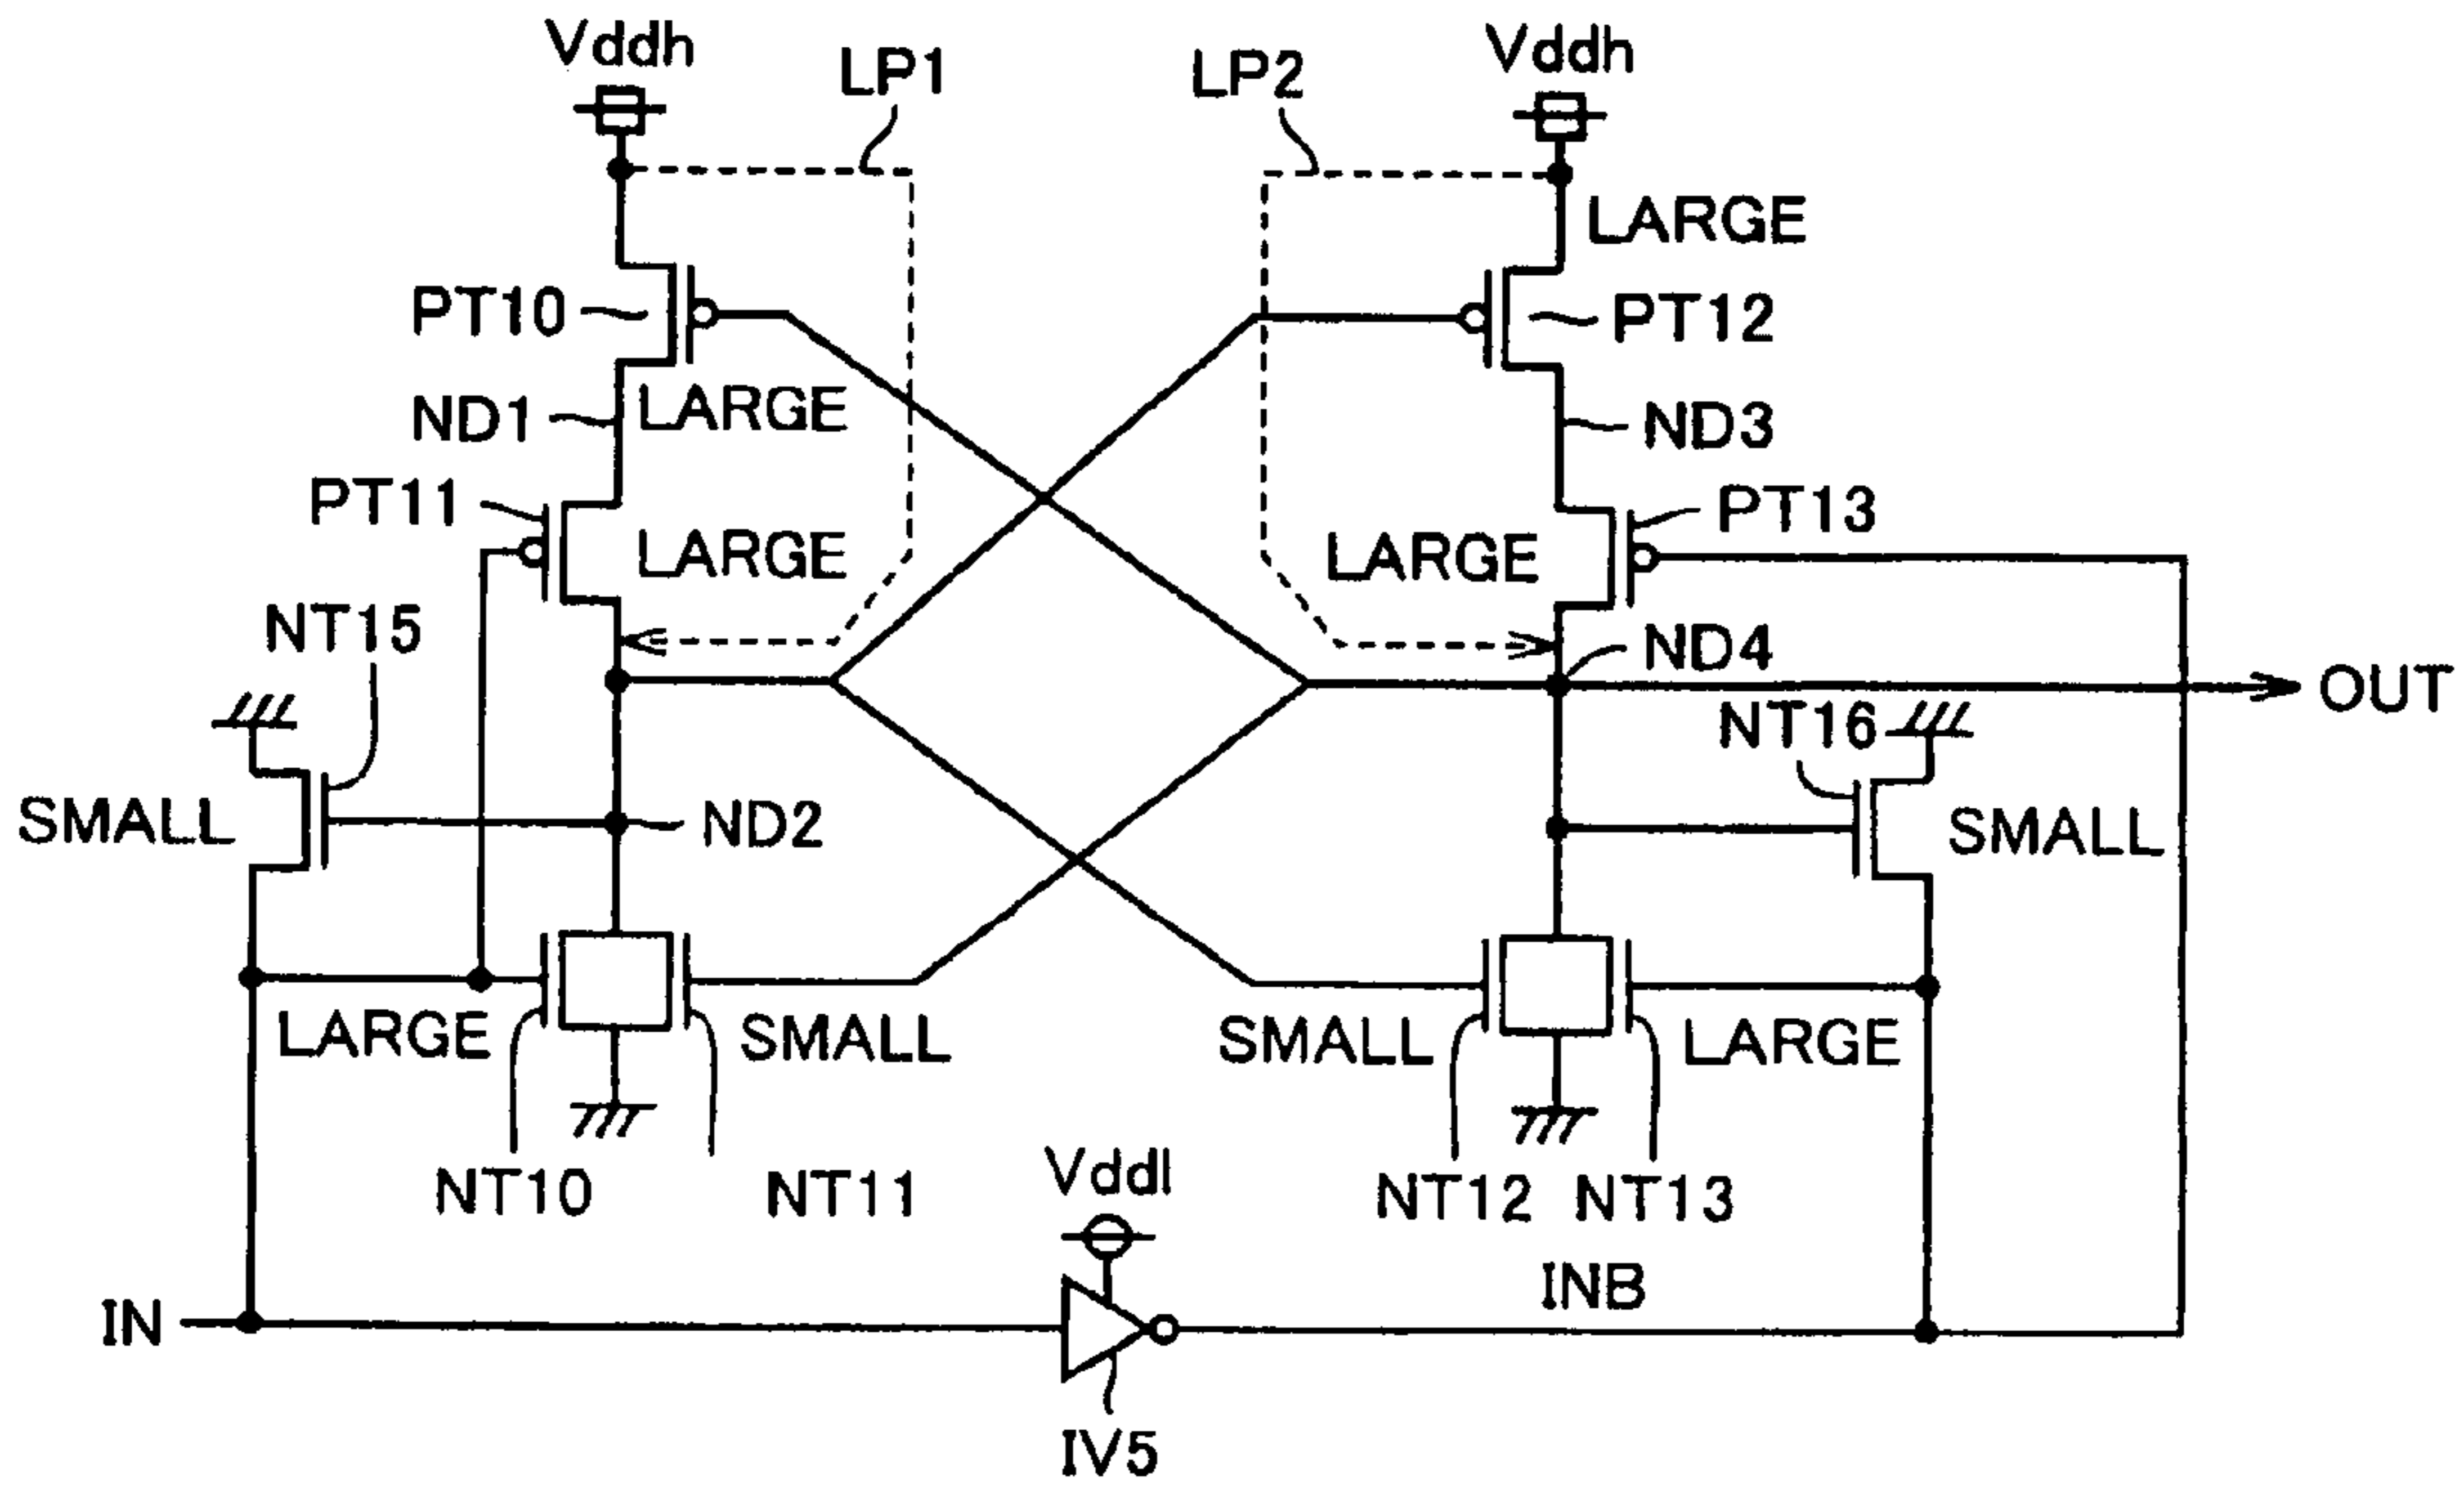 Vddh
LP1
LP2
Vddh
LARGE
PT10
PT12
LARGE
ND1
ND3
PT11
PT13
LARGE
LARGE
NT15
ND4
OUT
NT16
SMALL
ND2
SMALL
LARGE
SMALL
SMALL
LARGE
NT10
NT11
Vddl
NT12
NT13
IN
INB
IV5